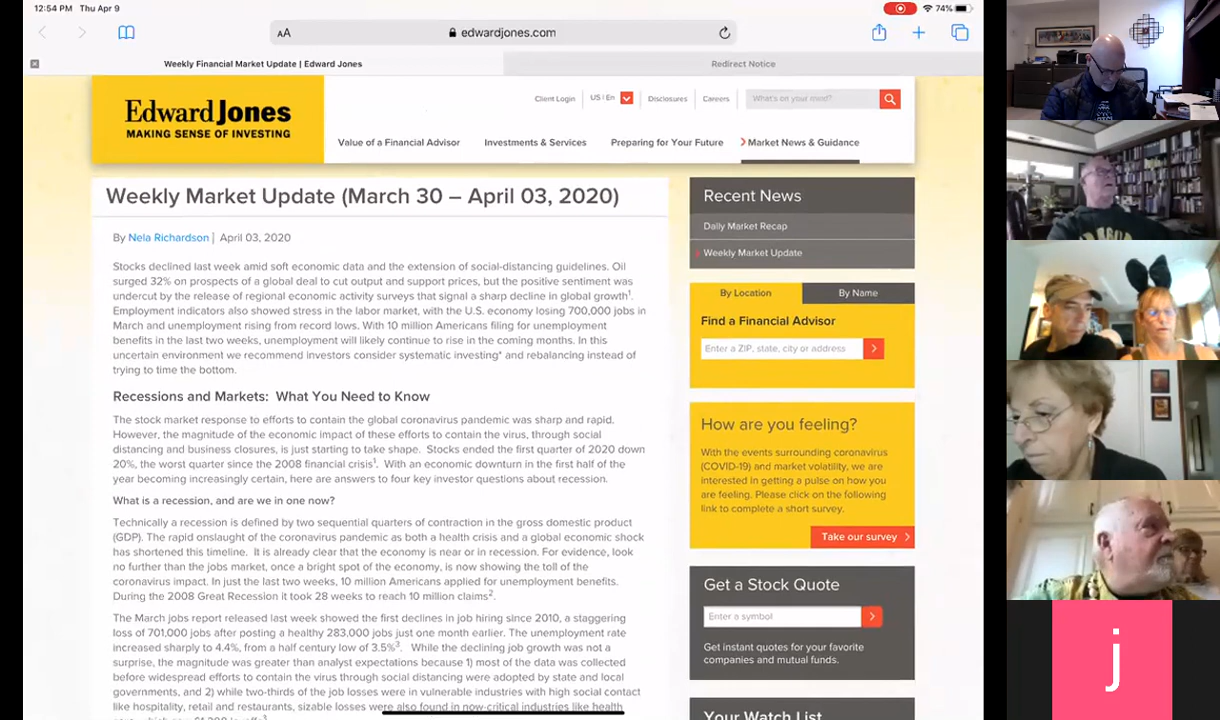 12:54 PM Thu Apr 9
74%
AA
edwardjones.com
Weekly Financial Market Update | Edward Jones
Redirect Notice
Edward Jones
MAKING SENSE OF INVESTING
Client Login
US | En
Disclosures
Careers
What's on your mind?
Value of a Financial Advisor
Investments & Services
Preparing for Your Future
Market News & Guidance
Weekly Market Update (March 30 – April 03, 2020)
By Nela Richardson | April 03, 2020
Stocks declined last week amid soft economic data and the extension of social-distancing guidelines. Oil
surged 32% on prospects of a global deal to cut output and support prices, but the positive sentiment was
undercut by the release of regional economic activity surveys that signal a sharp decline in global growth¹.
Employment indicators also showed stress in the labor market, with the U.S. economy losing 700,000 jobs in
March and unemployment rising from record lows. With 10 million Americans filing for unemployment
benefits in the last two weeks, unemployment will likely continue to rise in the coming months. In this
uncertain environment we recommend investors consider systematic investing* and rebalancing instead of
trying to time the bottom.
Recessions and Markets: What You Need to Know
The stock market response to efforts to contain the global coronavirus pandemic was sharp and rapid.
However, the magnitude of the economic impact of these efforts to contain the virus, through social
distancing and business closures, is just starting to take shape. Stocks ended the first quarter of 2020 down
20%, the worst quarter since the 2008 financial crisis¹. With an economic downturn in the first half of the
year becoming increasingly certain, here are answers to four key investor questions about recession.
What is a recession, and are we in one now?
Technically a recession is defined by two sequential quarters of contraction in the gross domestic product
(GDP). The rapid onslaught of the coronavirus pandemic as both a health crisis and a global economic shock
has shortened this timeline. It is already clear that the economy is near or in recession. For evidence, look
no further than the jobs market, once a bright spot of the economy, is now showing the toll of the
coronavirus impact. In just the last two weeks, 10 million Americans applied for unemployment benefits.
During the 2008 Great Recession it took 28 weeks to reach 10 million claims².
The March jobs report released last week showed the first declines in job hiring since 2010, a staggering
loss of 701,000 jobs after posting a healthy 283,000 jobs just one month earlier. The unemployment rate
increased sharply to 4.4%, from a half century low of 3.5%³. While the declining job growth was not a
surprise, the magnitude was greater than analyst expectations because 1) most of the data was collected
before widespread efforts to contain the virus through social distancing were adopted by state and local
governments, and 2) while two-thirds of the job losses were in vulnerable industries with high social contact
like hospitality, retail and restaurants, sizable losses were also found in now-critical industries like health
Recent News
Daily Market Recap
Weekly Market Update
By Location
By Name
Find a Financial Advisor
Enter a ZIP, state, city or address
How are you feeling?
With the events surrounding coronavirus
(COVID-19) and market volatility, we are
interested in getting a pulse on how you
are feeling. Please click on the following
link to complete a short survey.
Take our survey
Get a Stock Quote
Enter a symbol
Get instant quotes for your favorite
companies and mutual funds.
Your Watch List
j